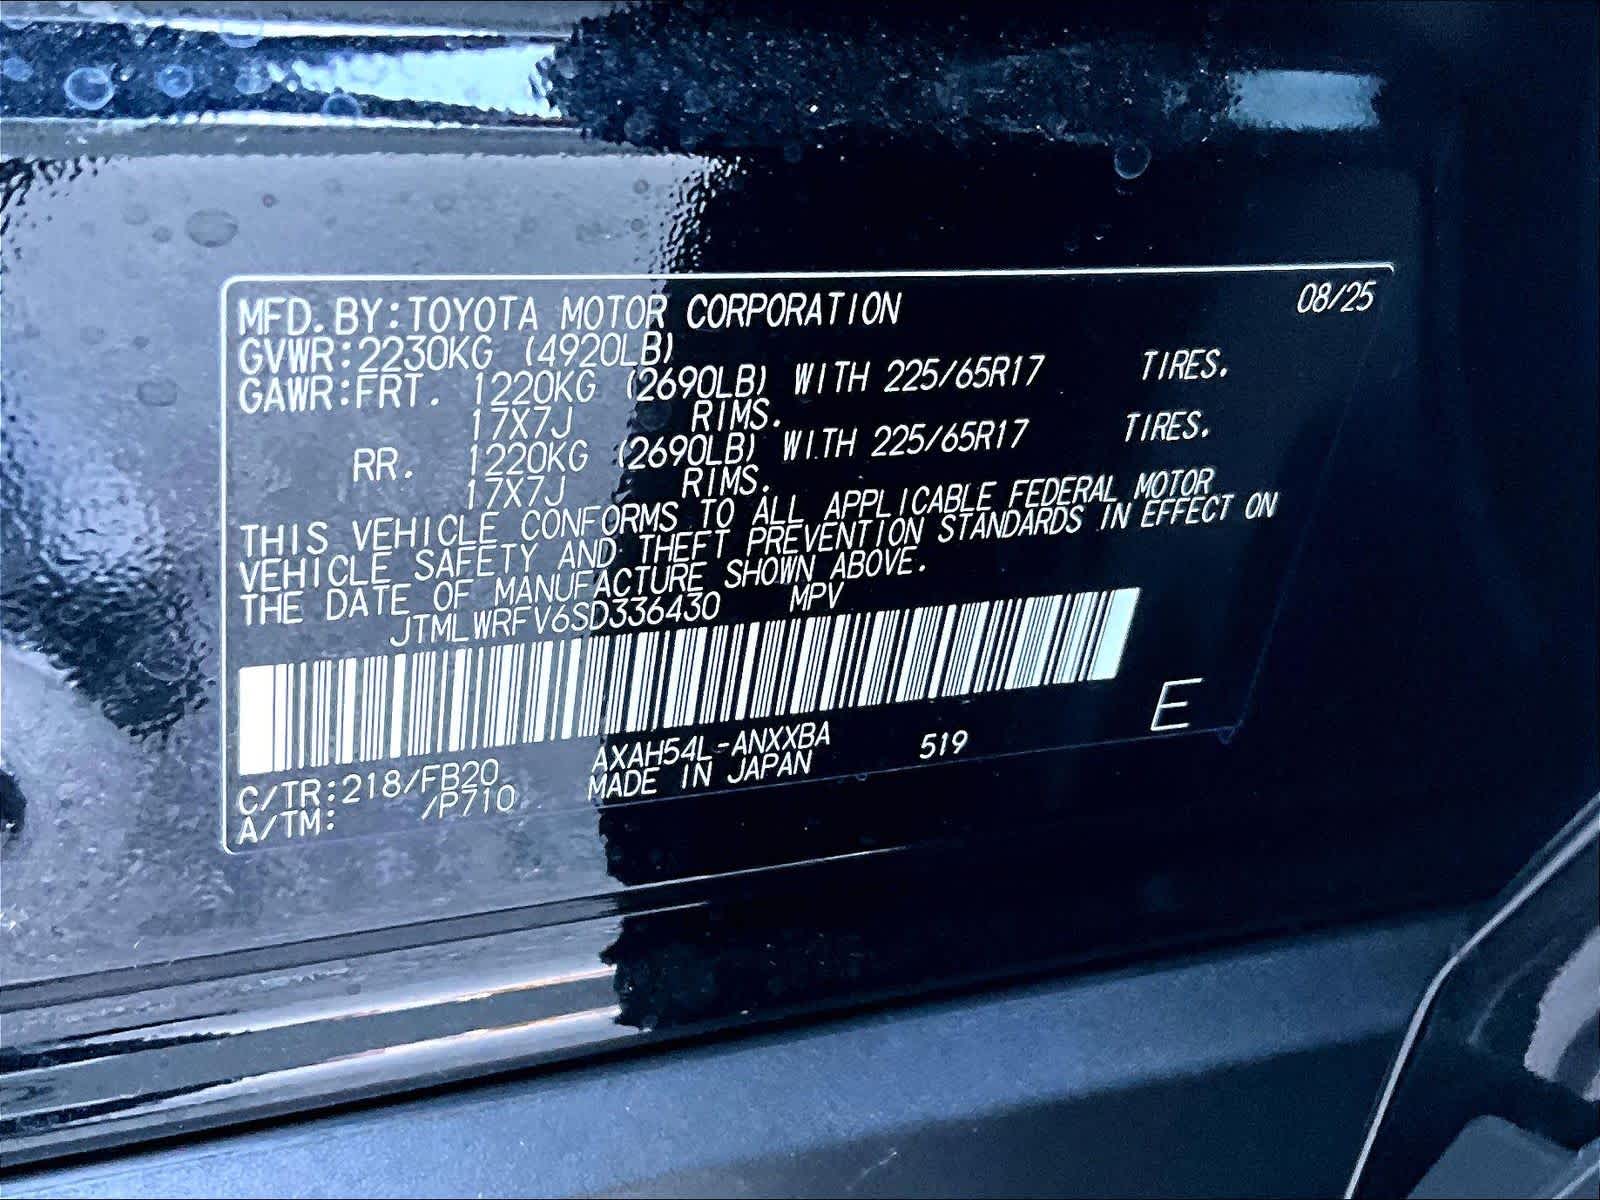 MFD.BY:TOYOTA MOTOR CORPORATION 08/25
GVWR:2230KG (4920LB)
GAWR:FRT. 1220KG (2690LB) WITH 225/65R17 TIRES.
17X7J RIMS.
RR. 1220KG (2690LB) WITH 225/65R17 TIRES.
17X7J RIMS.
THIS VEHICLE CONFORMS TO ALL APPLICABLE FEDERAL MOTOR
VEHICLE SAFETY AND THEFT PREVENTION STANDARDS IN EFFECT ON
THE DATE OF MANUFACTURE SHOWN ABOVE.
JTMLWRFV6SD336430 MPV
E
C/TR:218/FB20 AXAH54L-ANXXBA 519
A/TM: /P710 MADE IN JAPAN